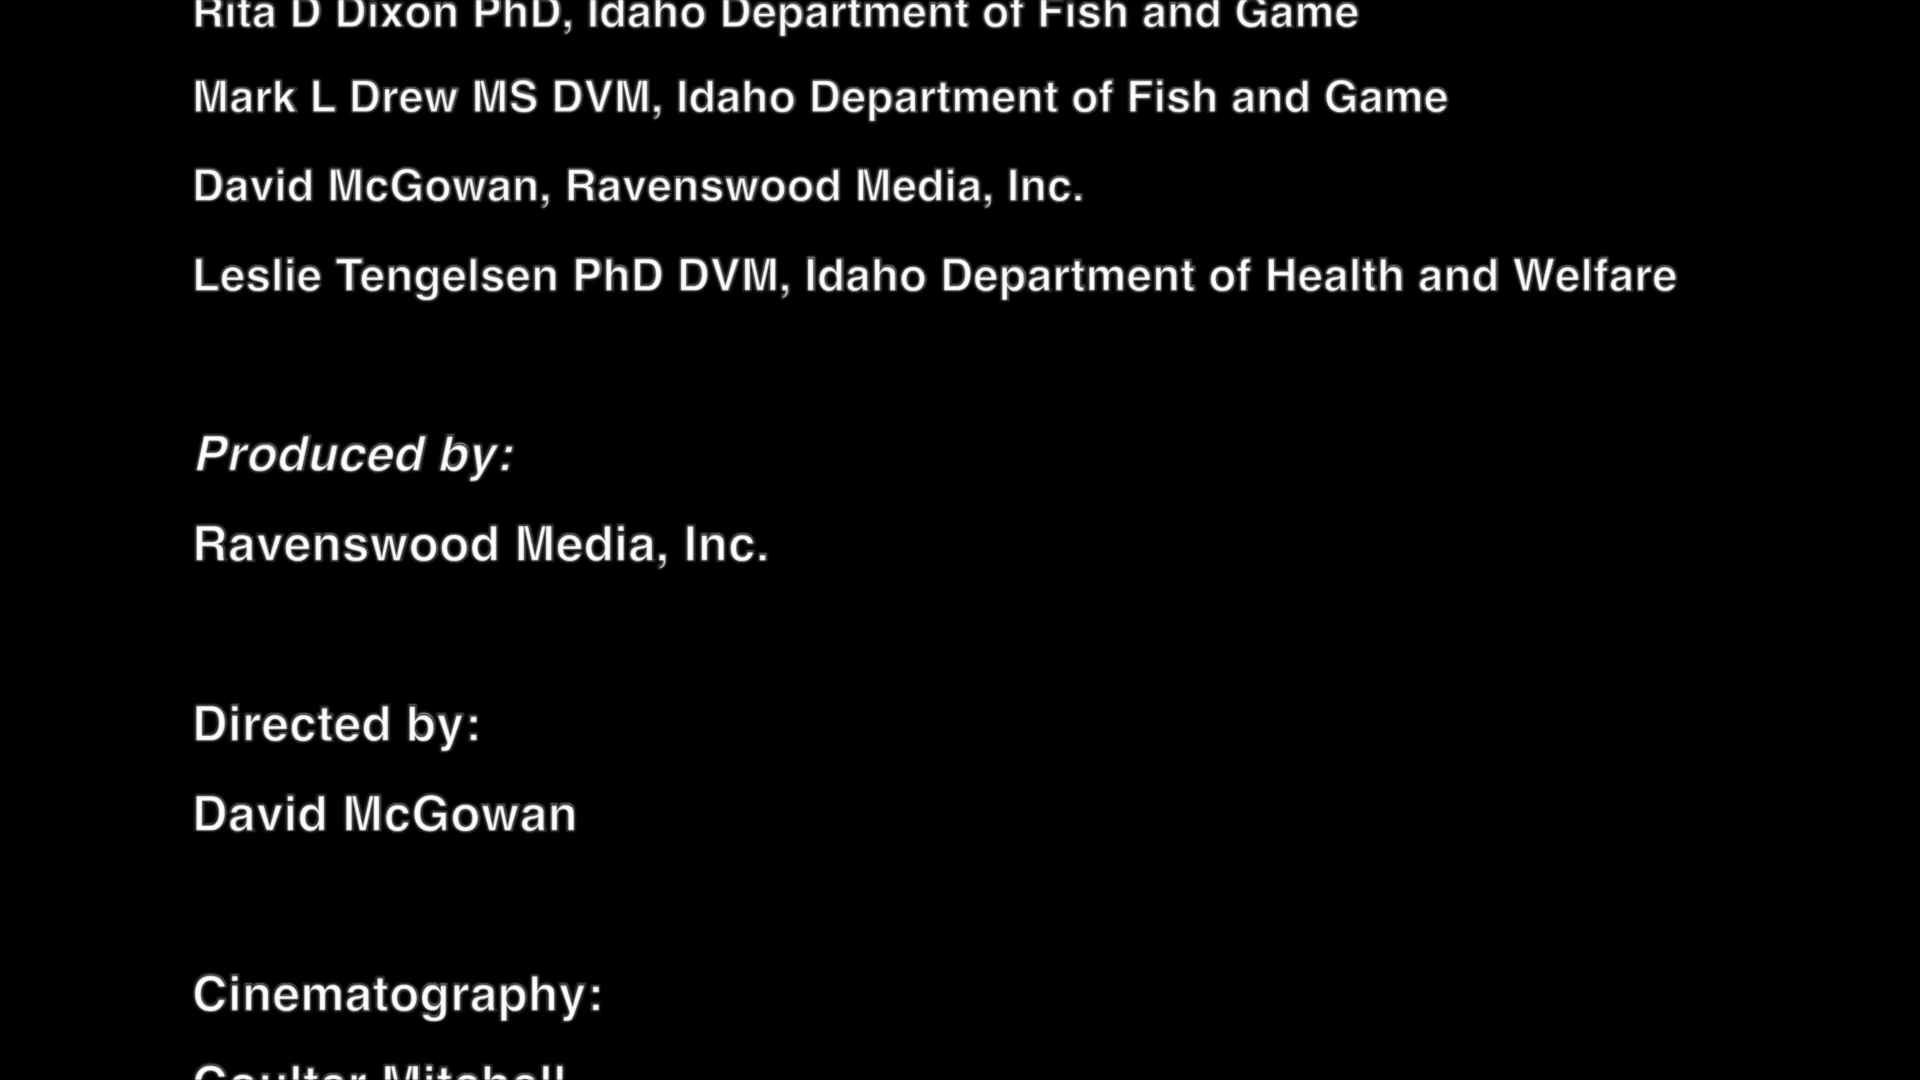 Rita D Dixon PhD, Idaho Department of Fish and Game
Mark L Drew MS DVM, Idaho Department of Fish and Game
David McGowan, Ravenswood Media, Inc.
Leslie Tengelsen PhD DVM, Idaho Department of Health and Welfare
Produced by:
Ravenswood Media, Inc.
Directed by:
David McGowan
Cinematography:
Coulter Mitchell